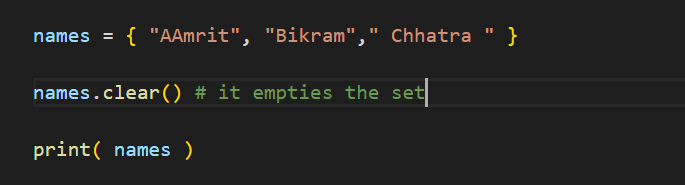 names = { "AAmrit", "Bikram"," Chhatra " }
names.clear() # it empties the set
print( names )